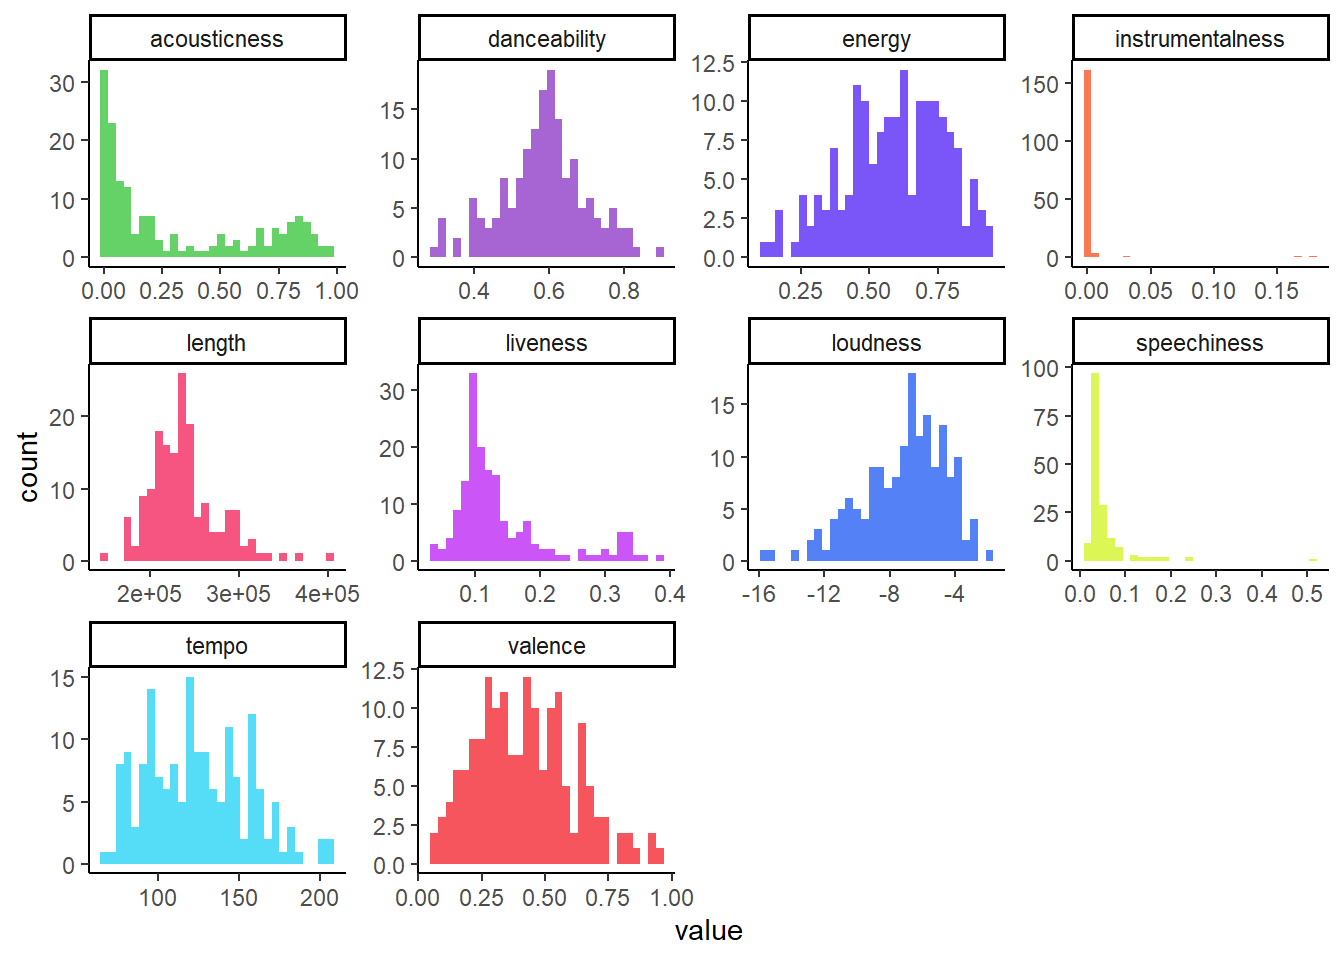 acousticness danceability energy instrumentalness
30 20 10 0
15 10 5 0
12.5 10.0 7.5 5.0 2.5 0.0
150 100 50 0
0.00 0.25 0.50 0.75 1.00
0.4 0.6 0.8
0.25 0.50 0.75
0.00 0.05 0.10 0.15
length liveness loudness speechiness
20 10 0
30 20 10 0
15 10 5 0
100 75 50 25 0
2e+05 3e+05 4e+05
0.1 0.2 0.3 0.4
-16 -12 -8 -4
0.0 0.1 0.2 0.3 0.4 0.5
count
tempo valence
15 10 5 0
12.5 10.0 7.5 5.0 2.5 0.0
100 150 200
0.00 0.25 0.50 0.75 1.00
value